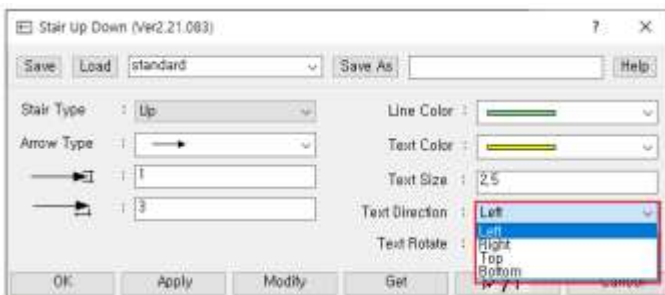 Stair Up Down (Ver2.21.083) ? ×
Save Load standard Save As Help
Stair Type : Up Line Color :
Arrow Type : Text Color :
: 1 Text Size : 2,5
: 3 Text Direction : Left
Left
Text Rotate : Right
Top
Bottom
OK Apply Modify Get